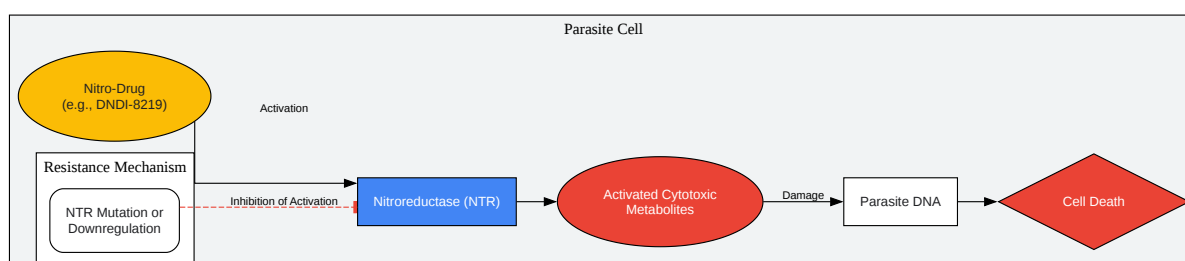 Parasite Cell
Nitro-Drug
(e.g., DNDI-8219)
Activation
Resistance Mechanism
NTR Mutation or
Downregulation
Inhibition of Activation
Nitroreductase (NTR)
Activated Cytotoxic
Metabolites
Damage
Parasite DNA
Cell Death